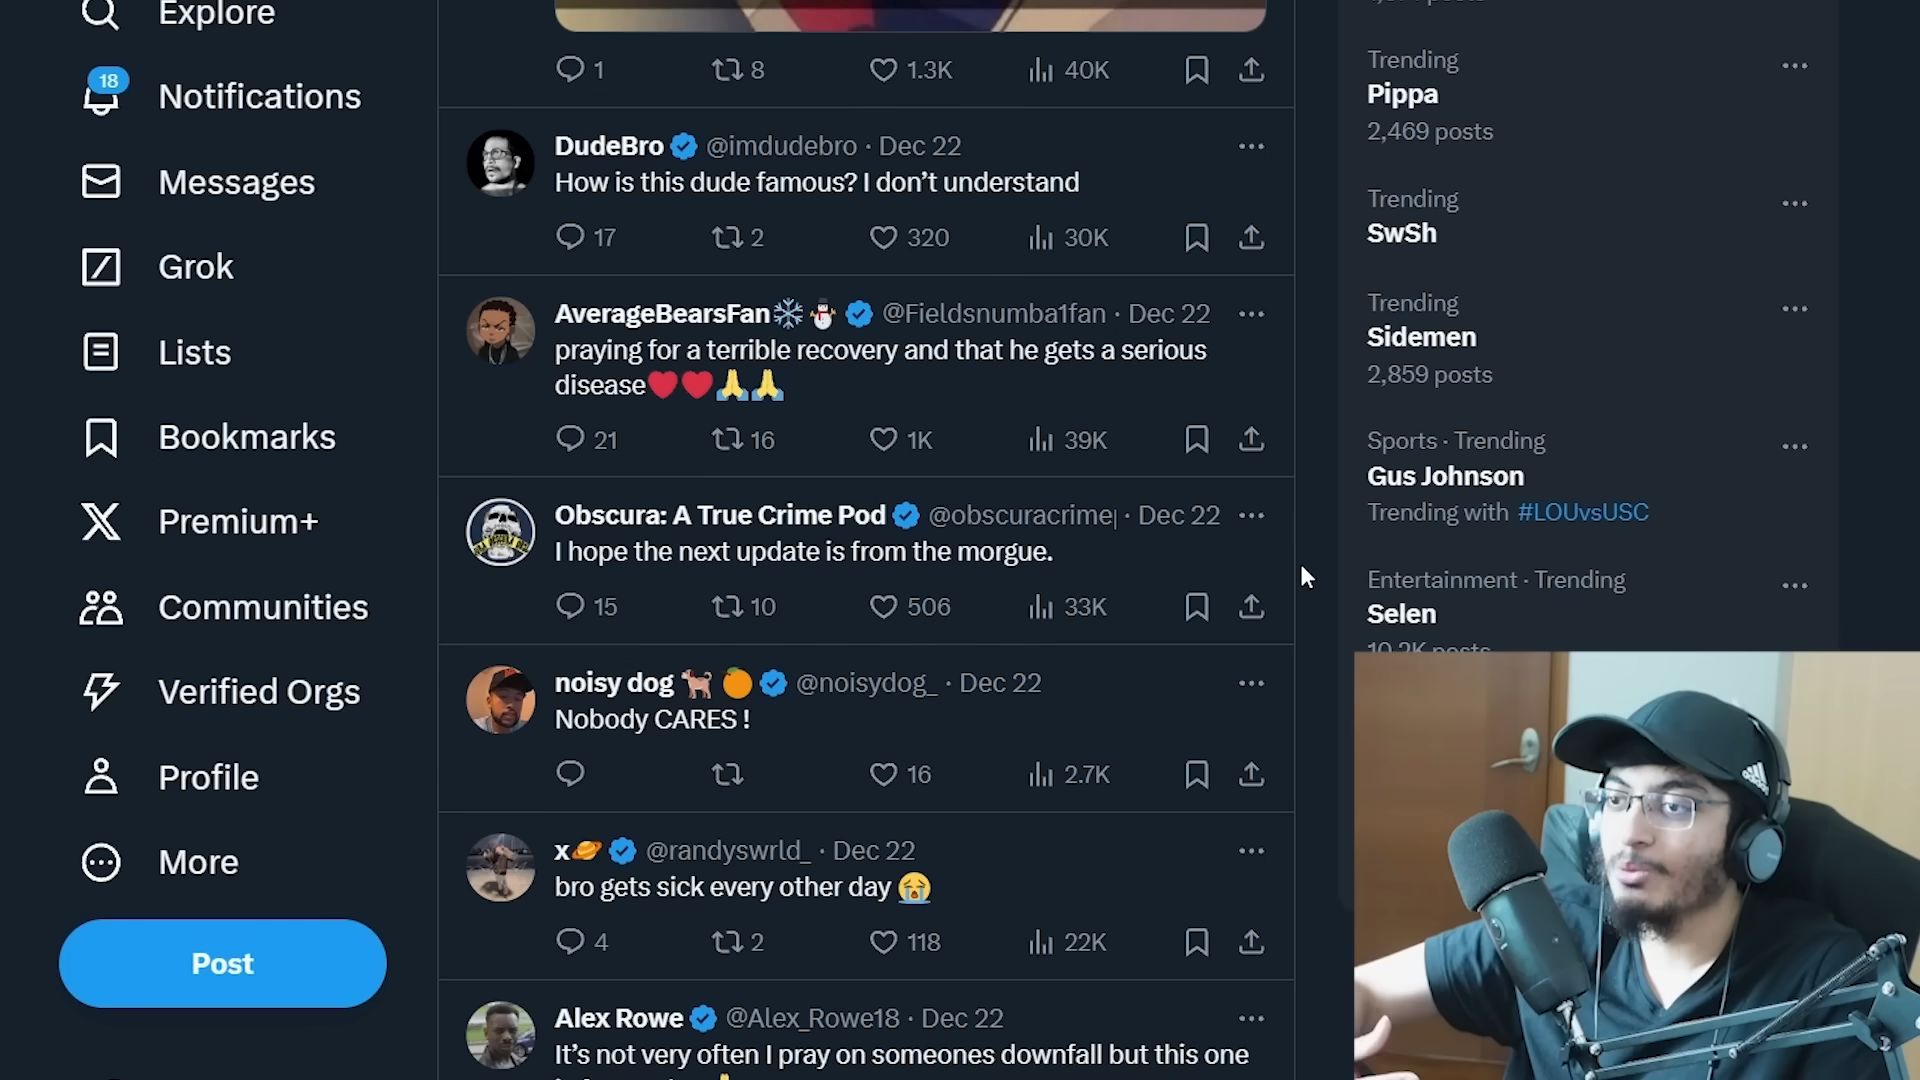 Explore
18
Notifications
Messages
Grok
Lists
Bookmarks
Premium+
Communities
Verified Orgs
Profile
More
Post
1 8 1.3K 40K
DudeBro @imdudebro · Dec 22
How is this dude famous? I don’t understand
17 2 320 30K
AverageBearsFan❄️⛄ @Fieldsnumba1fan · Dec 22
praying for a terrible recovery and that he gets a serious
disease❤️❤️🙏🙏
21 16 1K 39K
Obscura: A True Crime Pod @obscuracrime · Dec 22
I hope the next update is from the morgue.
15 10 506 33K
noisy dog 🐕 🍊 @noisydog_ · Dec 22
Nobody CARES !
16 2.7K
x🪐 @randyswrld_ · Dec 22
bro gets sick every other day 😭
4 2 118 22K
Alex Rowe @Alex_Rowe18 · Dec 22
It’s not very often I pray on someones downfall but this one
Trending
Pippa
2,469 posts
Trending
SwSh
Trending
Sidemen
2,859 posts
Sports · Trending
Gus Johnson
Trending with #LOUvsUSC
Entertainment · Trending
Selen
10.2K posts